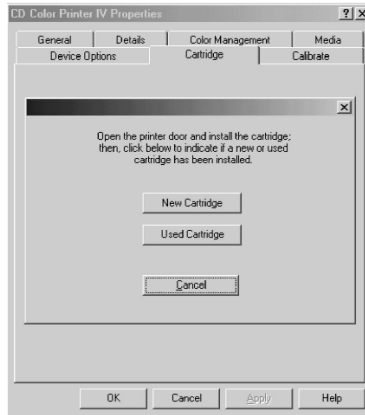 CD Color Printer IV Properties
General Details Color Management Media
Device Options Cartridge Calibrate
Open the printer door and install the cartridge;
then, click below to indicate if a new or used
cartridge has been installed.
New Cartridge
Used Cartridge
Cancel
OK Cancel Apply Help